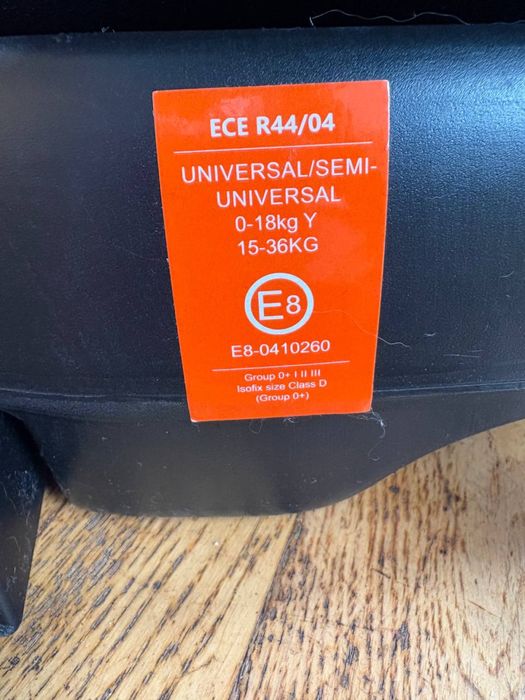 ECE R44/04
UNIVERSAL/SEMI-
UNIVERSAL
0-18kg Y
15-36KG
E8
E8-0410260
Group 0+ I II III
Isofix size Class D
(Group 0+)